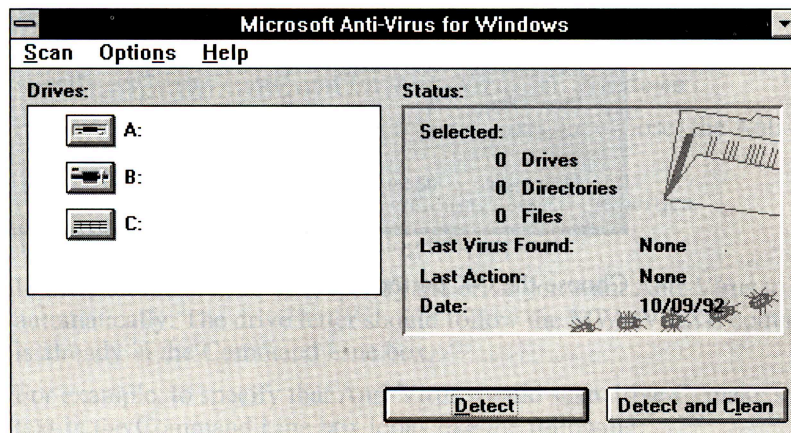 Microsoft Anti-Virus for Windows
Scan Options Help
Drives:
A:
B:
C:
Status:
Selected:
0 Drives
0 Directories
0 Files
Last Virus Found: None
Last Action: None
Date: 10/09/92
Detect
Detect and Clean